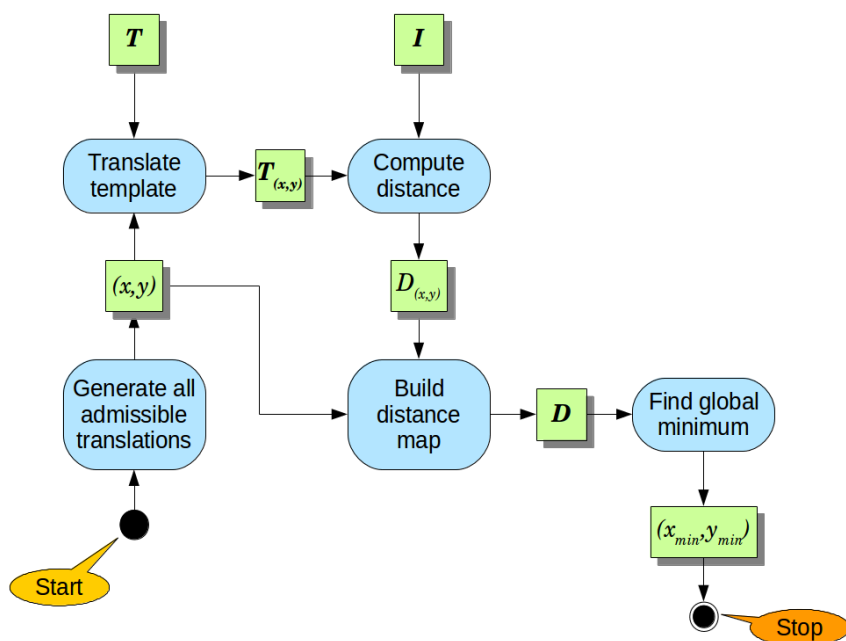 T
I
Translate
template
T(x,y)
Compute
distance
(x,y)
D(x,y)
Generate all
admissible
translations
Build
distance
map
D
Find global
minimum
(xmin,ymin)
Start
Stop